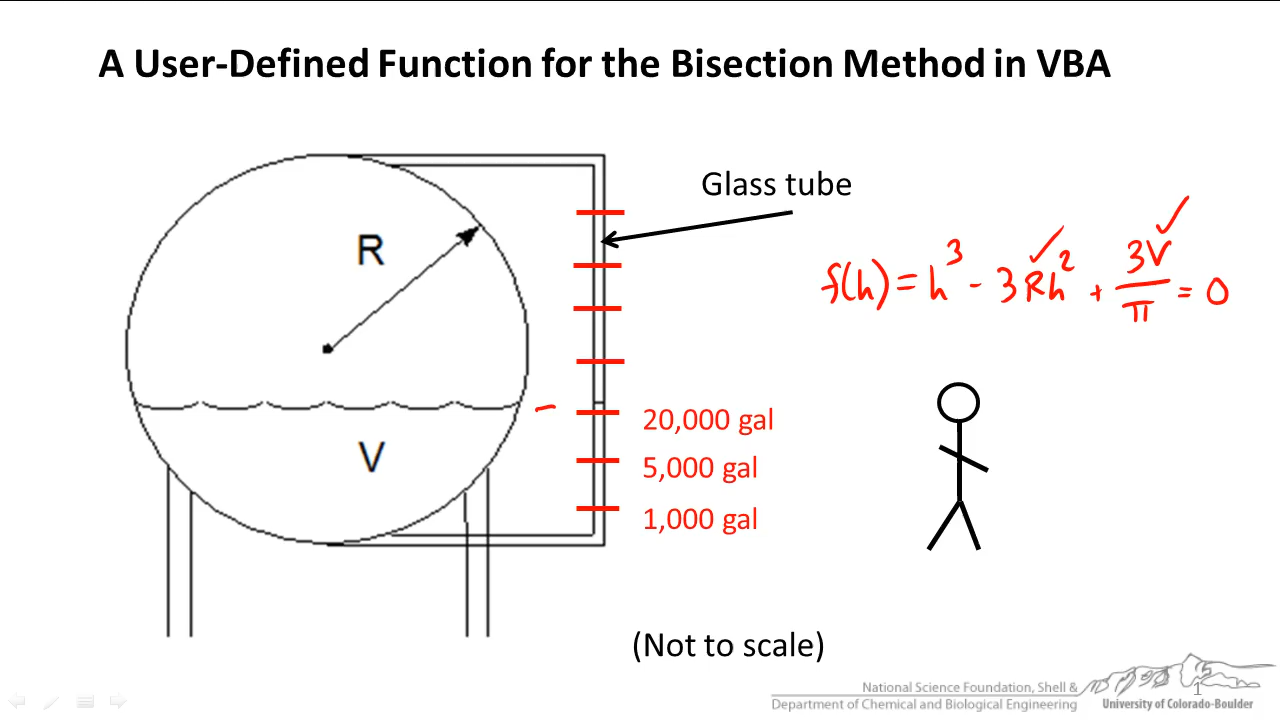 A User-Defined Function for the Bisection Method in VBA
Glass tube
R
f(h) = h³ - 3Rh² + 3V/π = 0
20,000 gal
V
5,000 gal
1,000 gal
(Not to scale)
National Science Foundation, Shell &
Department of Chemical and Biological Engineering
1
University of Colorado-Boulder